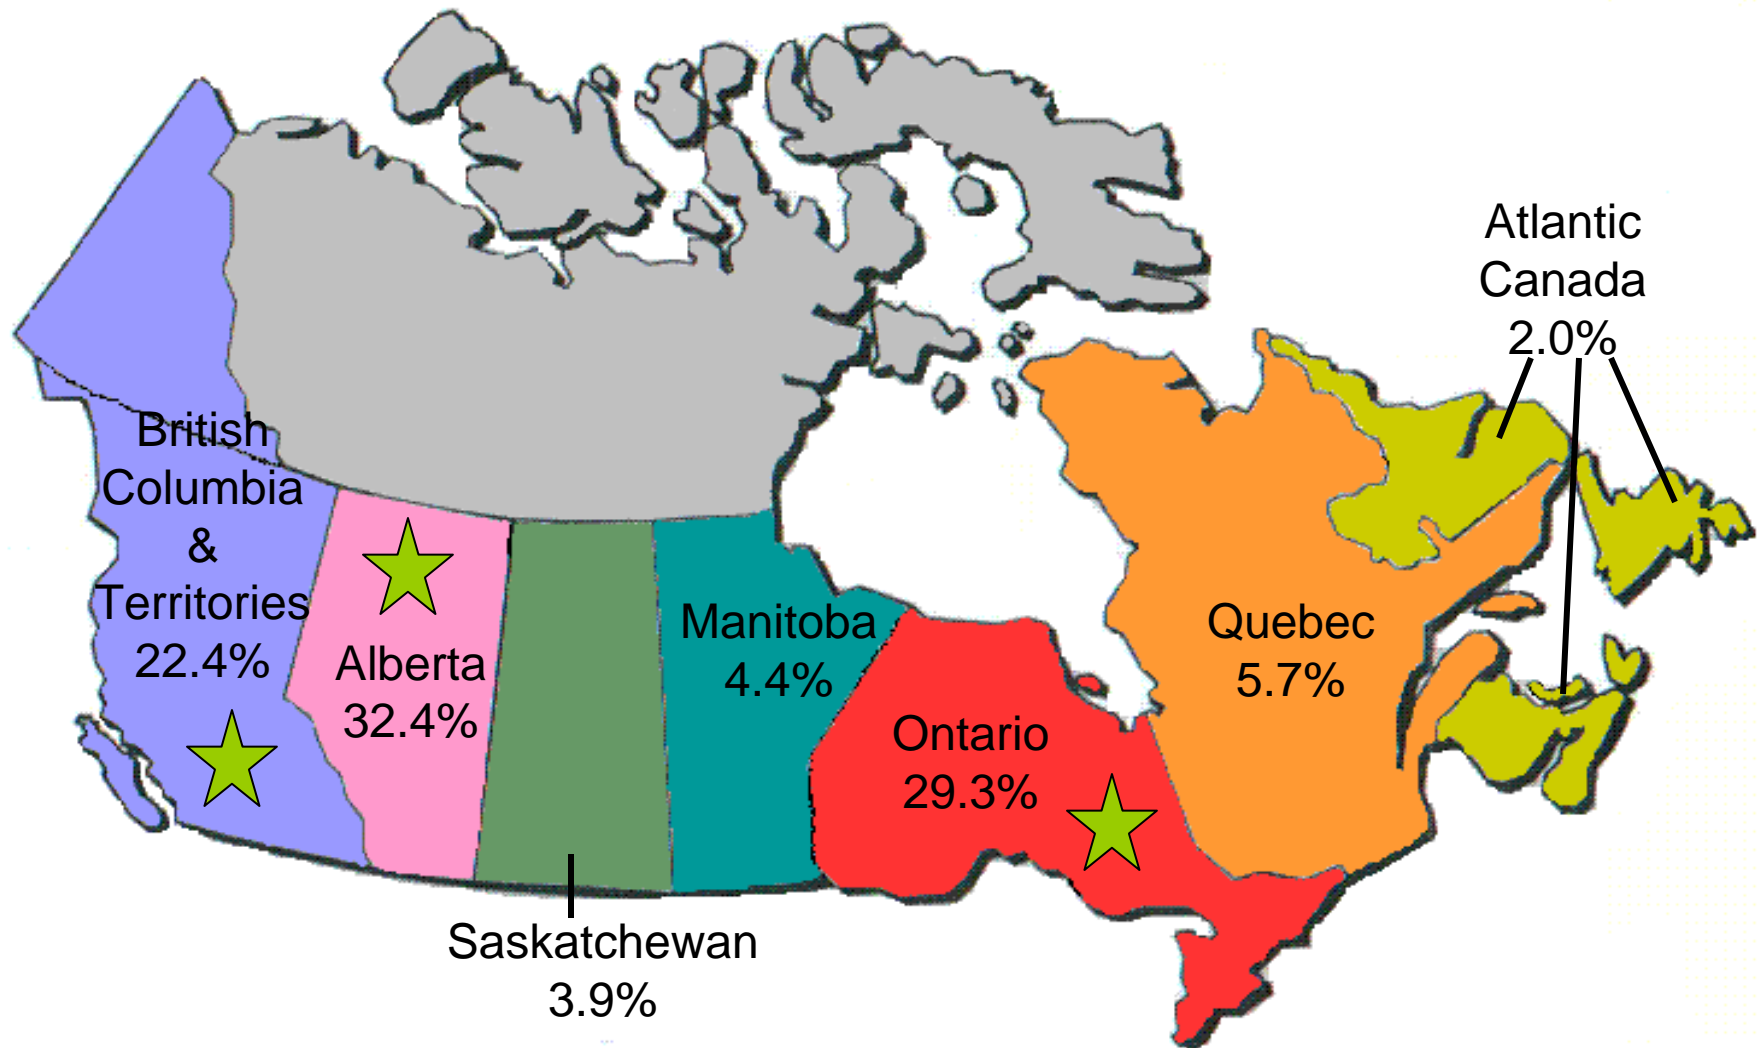 Atlantic
Canada
2.0%
British
Columbia
&
Territories
22.4%
Alberta
32.4%
Manitoba
4.4%
Quebec
5.7%
Ontario
29.3%
Saskatchewan
3.9%